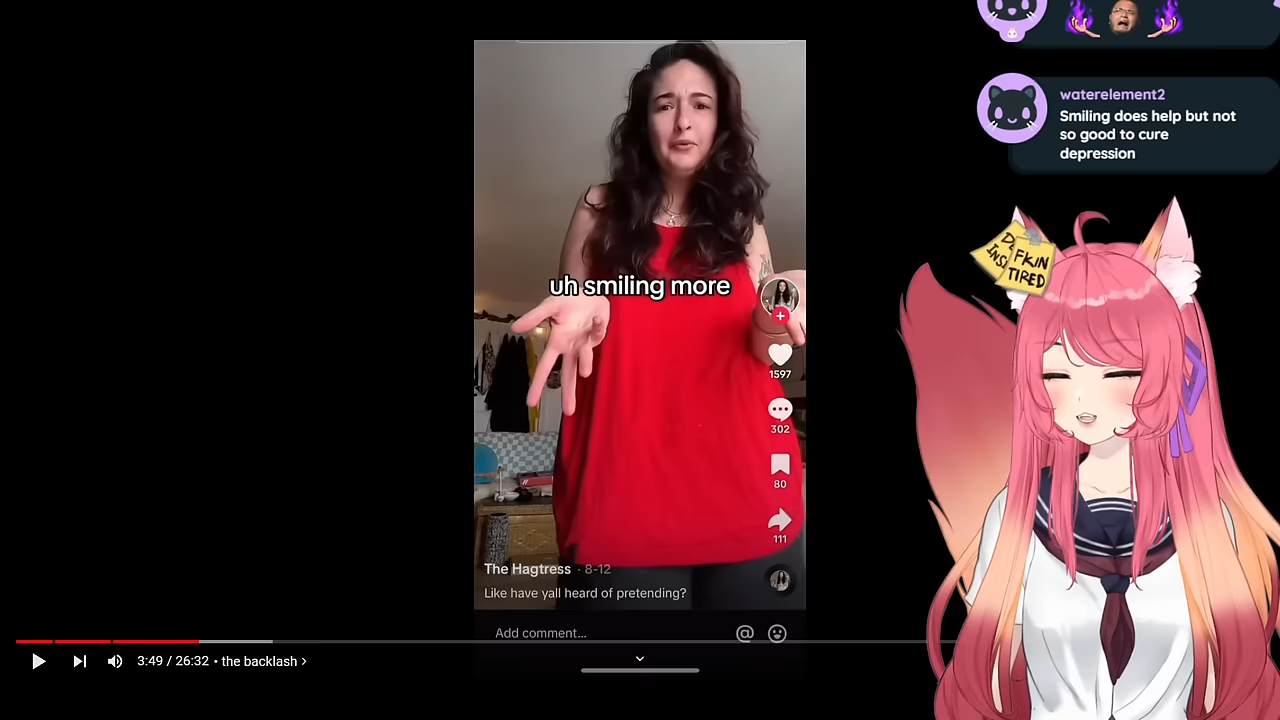 waterelement2
Smiling does help but not
so good to cure
depression
FKIN
TIRED
uh smiling more
1597
302
80
111
The Hagtress · 8-12
Like have yall heard of pretending?
Add comment...
3:49 / 26:32 • the backlash ›